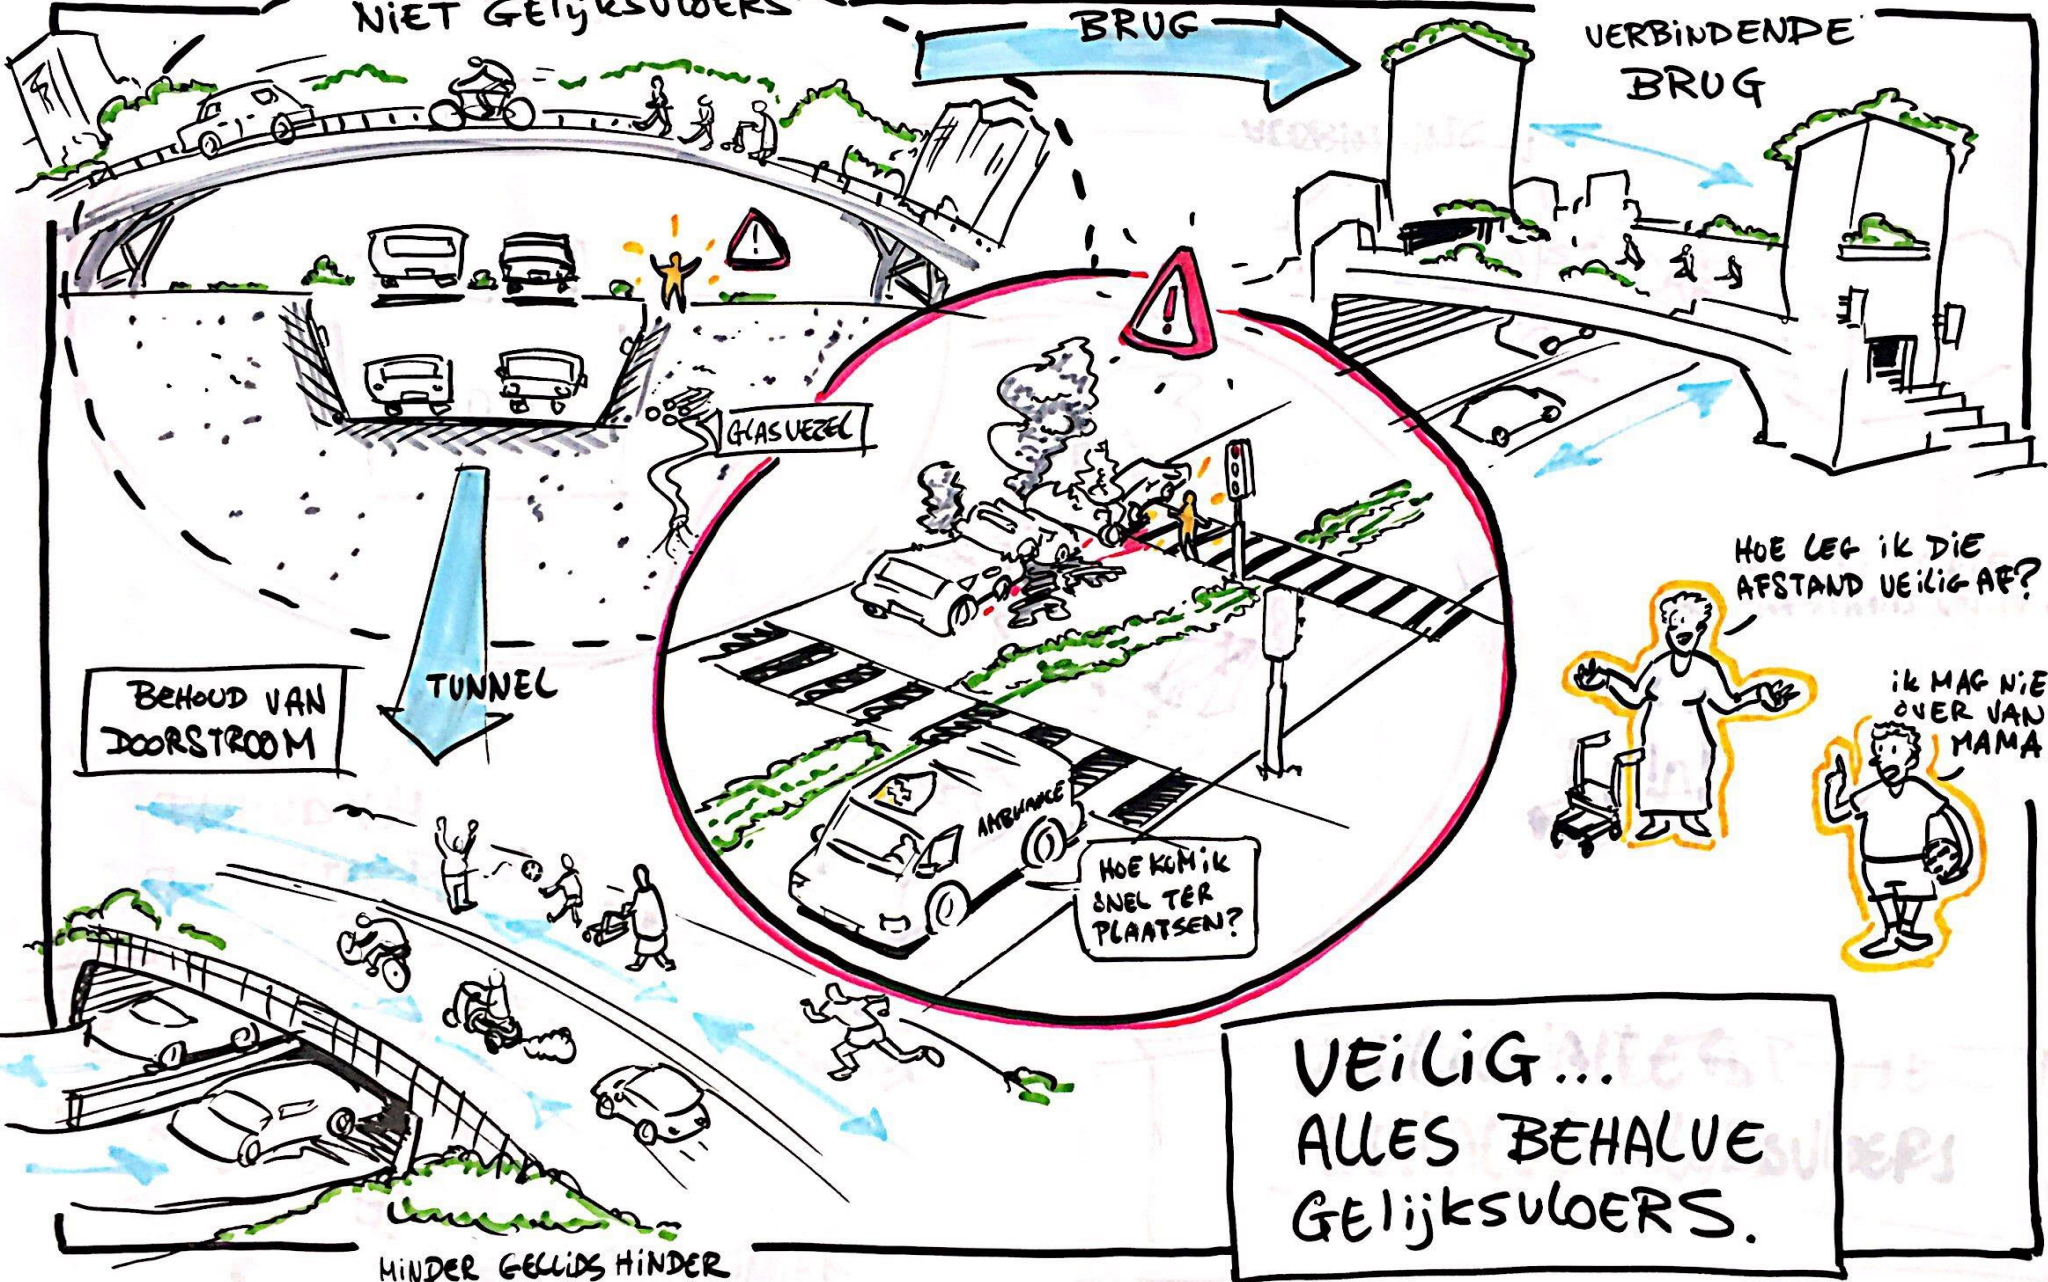 NIET GELIJKSVLOERS
BRUG
VERBINDENDE
BRUG
GLASVEZEL
HOE LEG IK DIE
AFSTAND VEILIG AF?
IK MAG NIE
OVER VAN
MAMA
BEHOUD VAN
DOORSTROOM
TUNNEL
AMBULANCE
HOE KOM IK
SNEL TER
PLAATSEN?
VEILIG...
ALLES BEHALVE
GELIJKSVLOERS.
MINDER GELUIDSHINDER